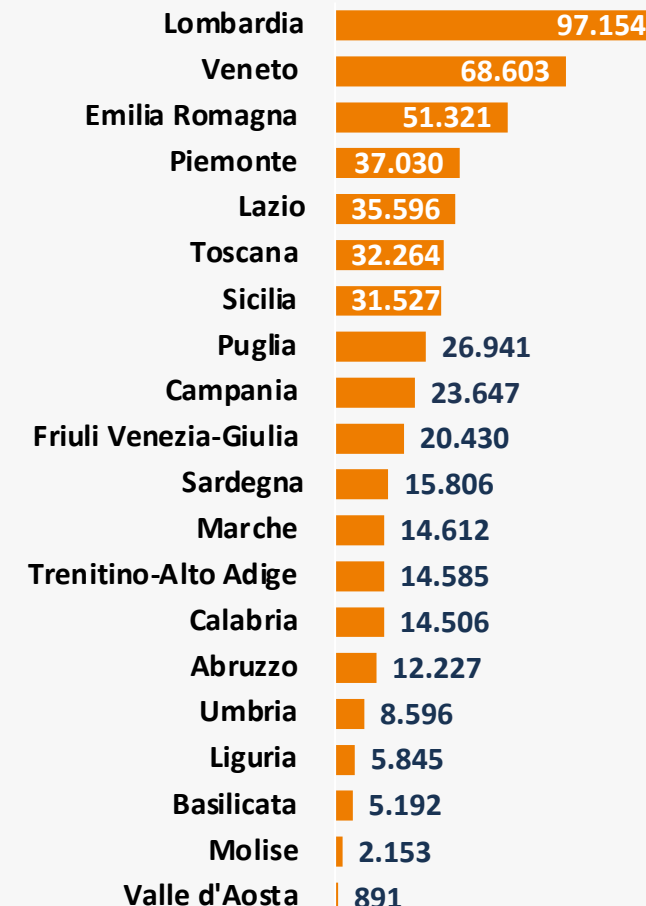 Lombardia 97.154
Veneto 68.603
Emilia Romagna 51.321
Piemonte 37.030
Lazio 35.596
Toscana 32.264
Sicilia 31.527
Puglia 26.941
Campania 23.647
Friuli Venezia-Giulia 20.430
Sardegna 15.806
Marche 14.612
Trenitino-Alto Adige 14.585
Calabria 14.506
Abruzzo 12.227
Umbria 8.596
Liguria 5.845
Basilicata 5.192
Molise 2.153
Valle d'Aosta 891